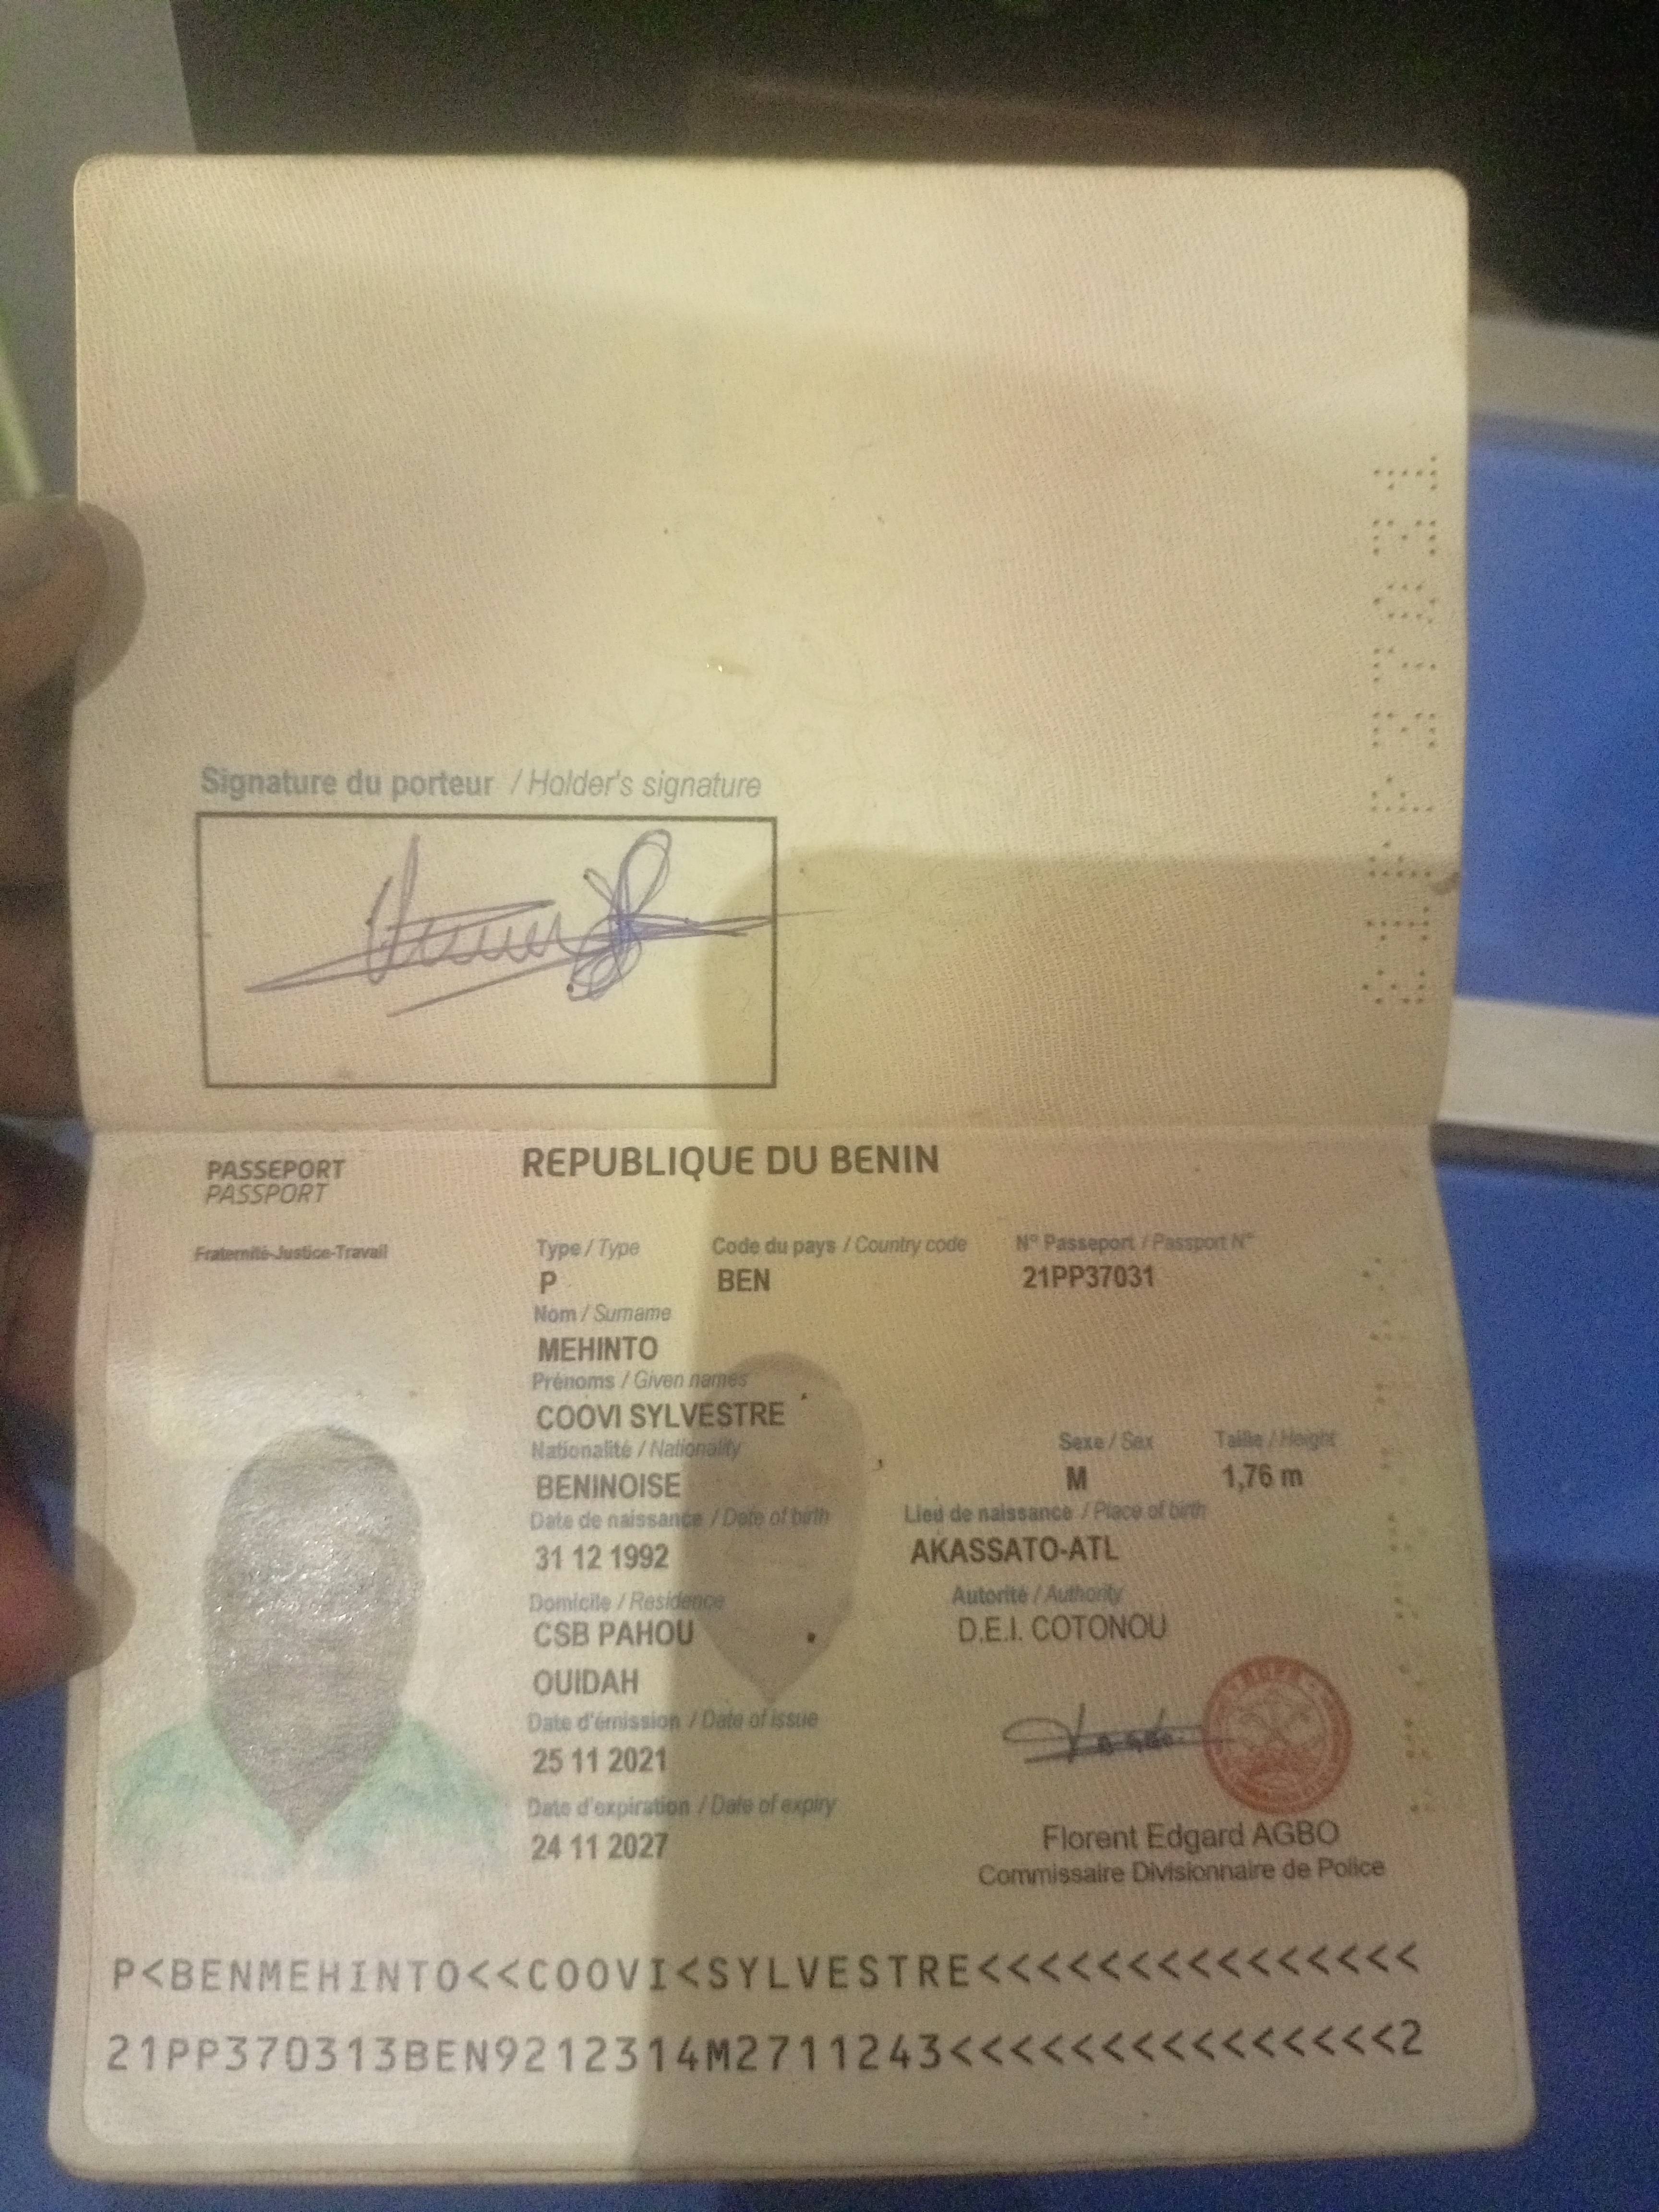 Signature du porteur / Holder's signature
PASSEPORT
PASSPORT
REPUBLIQUE DU BENIN
Fraternité-Justice-Travail
Type / Type
Code du pays / Country code
N° Passeport / Passport N°
P
BEN
21PP37031
Nom / Surname
MEHINTO
Prénoms / Given names
COOVI SYLVESTRE
Nationalité / Nationality
Sexe / Sex
Taille / Height
BENINOISE
M
1,76 m
Date de naissance / Date of birth
Lieu de naissance / Place of birth
31 12 1992
AKASSATO-ATL
Domicile / Residence
Autorité / Authority
CSB PAHOU
D.E.I. COTONOU
OUIDAH
Date d'émission / Date of issue
25 11 2021
Date d'expiration / Date of expiry
24 11 2027
Florent Edgard AGBO
Commissaire Divisionnaire de Police
P<BENMEHINTO<<COOVI<SYLVESTRE<<<<<<<<<<<<<<<
21PP370313BEN9212314M2711243<<<<<<<<<<<<<<<2